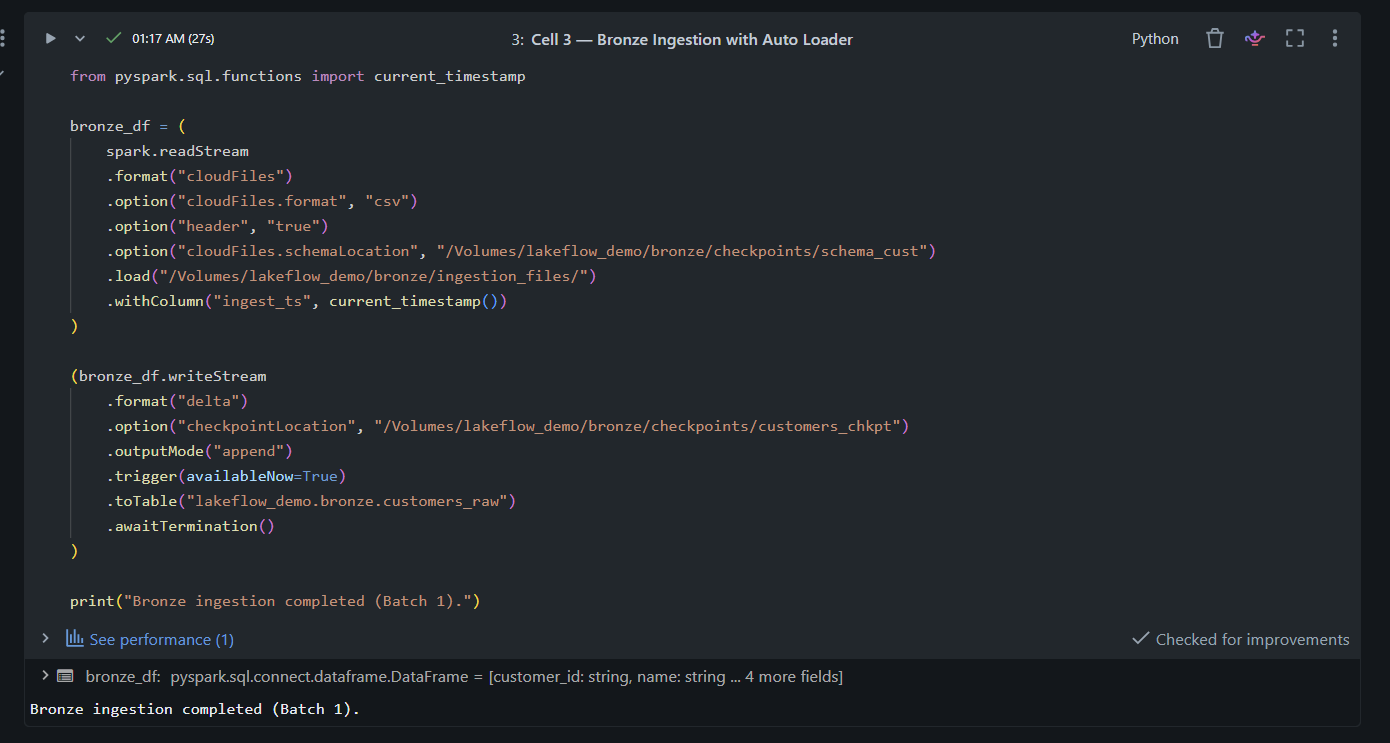 01:17 AM (27s)
3: Cell 3 — Bronze Ingestion with Auto Loader
Python
from pyspark.sql.functions import current_timestamp
bronze_df = (
    spark.readStream
    .format("cloudFiles")
    .option("cloudFiles.format", "csv")
    .option("header", "true")
    .option("cloudFiles.schemaLocation", "/Volumes/lakeflow_demo/bronze/checkpoints/schema_cust")
    .load("/Volumes/lakeflow_demo/bronze/ingestion_files/")
    .withColumn("ingest_ts", current_timestamp())
)
(bronze_df.writeStream
    .format("delta")
    .option("checkpointLocation", "/Volumes/lakeflow_demo/bronze/checkpoints/customers_chkpt")
    .outputMode("append")
    .trigger(availableNow=True)
    .toTable("lakeflow_demo.bronze.customers_raw")
    .awaitTermination()
)
print("Bronze ingestion completed (Batch 1).")
See performance (1)
Checked for improvements
bronze_df: pyspark.sql.connect.dataframe.DataFrame = [customer_id: string, name: string ... 4 more fields]
Bronze ingestion completed (Batch 1).